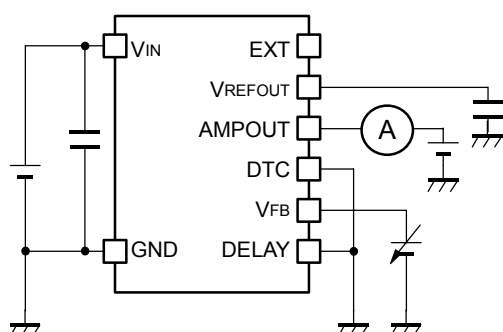 VIN
EXT
VREFOUT
AMPOUT
A
DTC
VFB
GND
DELAY